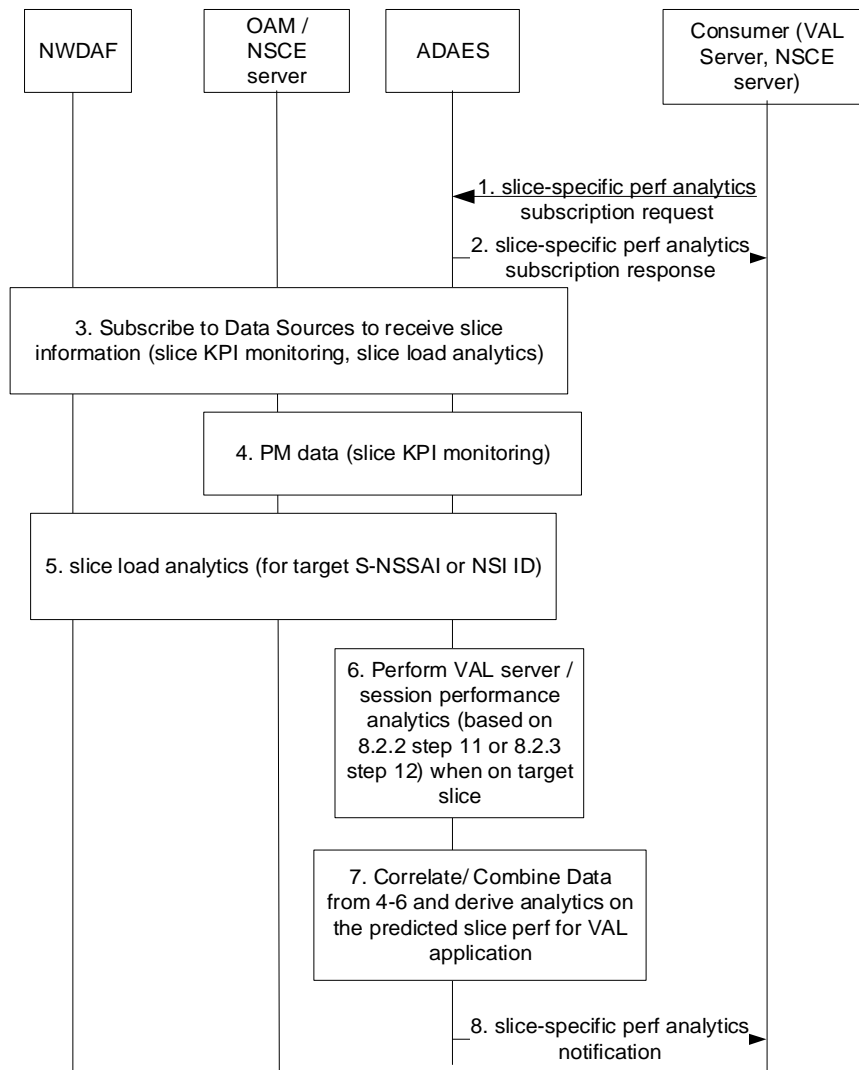 NWDAF
OAM /
NSCE
server
ADAES
Consumer (VAL
Server, NSCE
server)
1. slice-specific perf analytics
subscription request
2. slice-specific perf analytics
subscription response
3. Subscribe to Data Sources to receive slice
information (slice KPI monitoring, slice load analytics)
4. PM data (slice KPI monitoring)
5. slice load analytics (for target S-NSSAI or NSI ID)
6. Perform VAL server /
session performance
analytics (based on
8.2.2 step 11 or 8.2.3
step 12) when on target
slice
7. Correlate/ Combine Data
from 4-6 and derive analytics on
the predicted slice perf for VAL
application
8. slice-specific perf analytics
notification